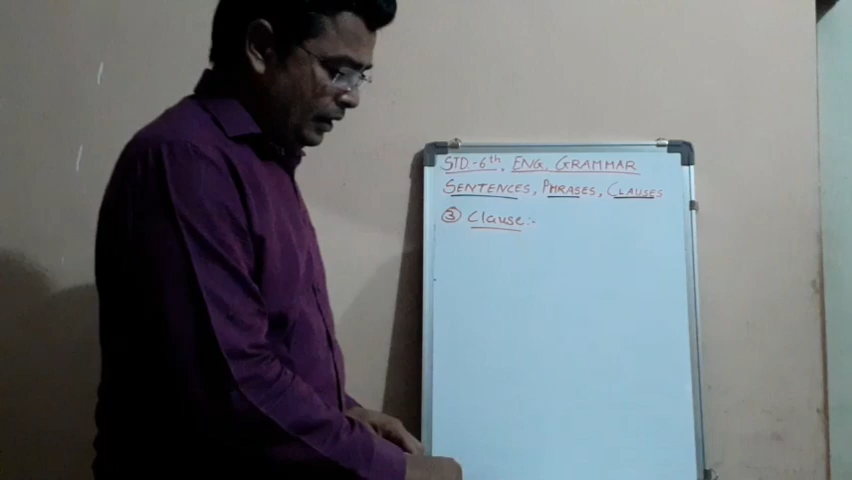 STD.-6th, ENG. GRAMMAR
SENTENCES, PHRASES, CLAUSES
③ Clause:-